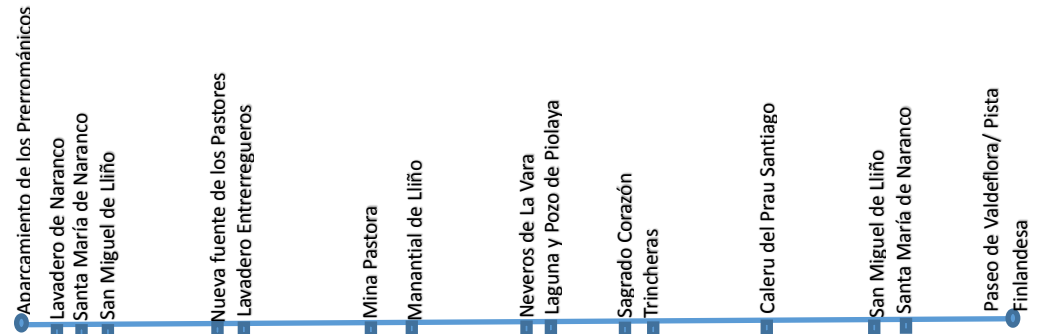 Aparcamiento de los Prerrománicos
Lavadero de Naranco
Santa María de Naranco
San Miguel de Lliño
Nueva fuente de los Pastores
Lavadero Entrerregueros
Mina Pastora
Manantial de Lliño
Neveros de La Vara
Laguna y Pozo de Piolaya
Sagrado Corazón
Trincheras
Caleru del Prau Santiago
San Miguel de Lliño
Santa María de Naranco
Paseo de Valdeflora/ Pista
Finlandesa